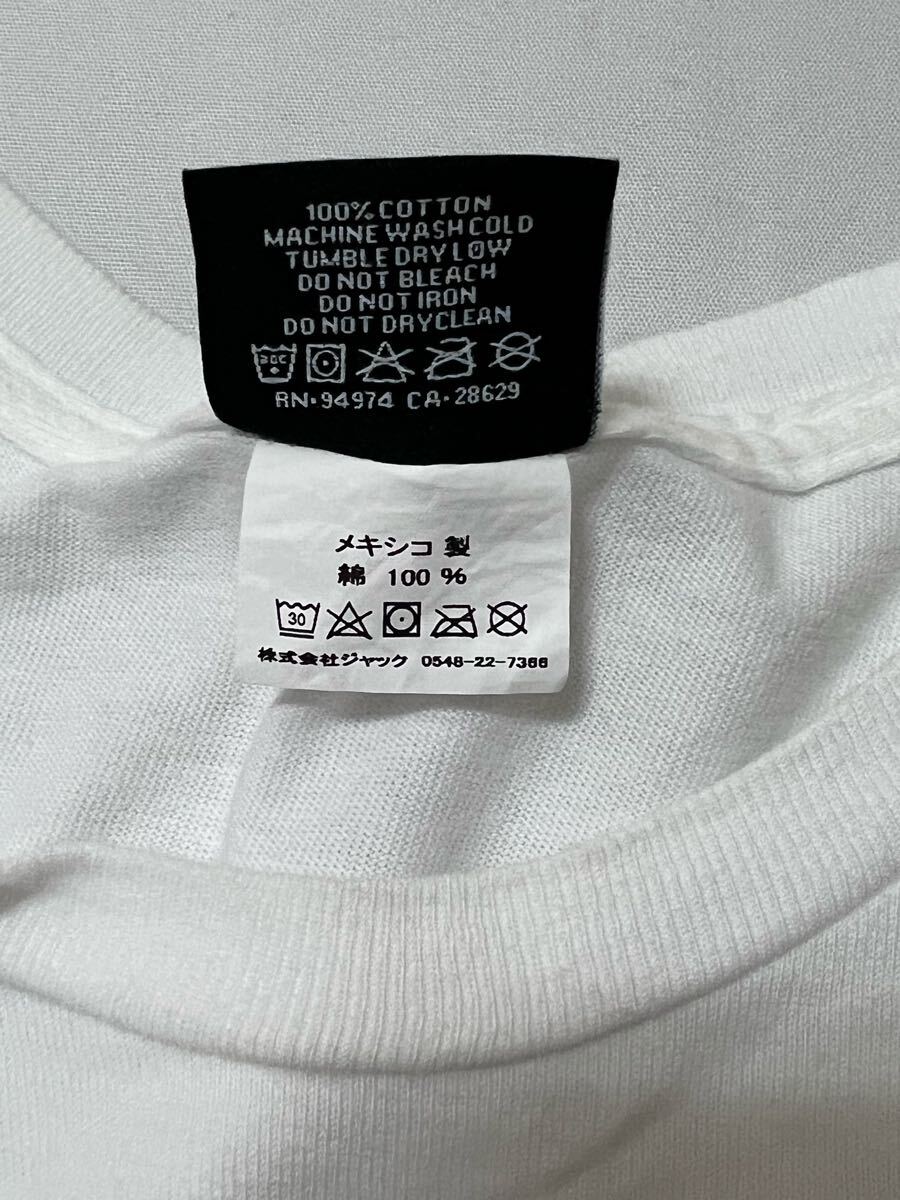 100% COTTON
MACHINE WASH COLD
TUMBLE DRY LOW
DO NOT BLEACH
DO NOT IRON
DO NOT DRYCLEAN
30C
RN·94974 CA·28629
メキシコ 製
綿 100 %
30
株式会社ジャック 0548-22-7366